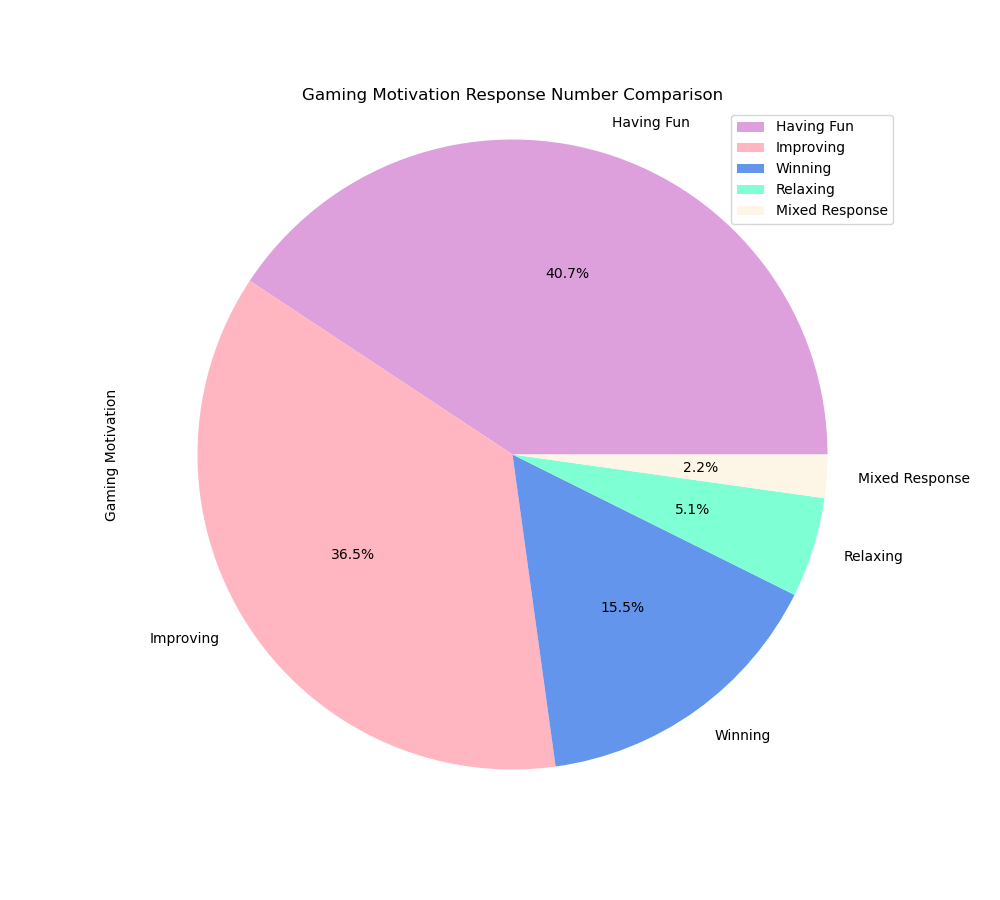 Gaming Motivation Response Number Comparison
Having Fun
Having Fun
Improving
Winning
Relaxing
Mixed Response
40.7%
Gaming Motivation
2.2%
Mixed Response
5.1%
Relaxing
36.5%
15.5%
Improving
Winning